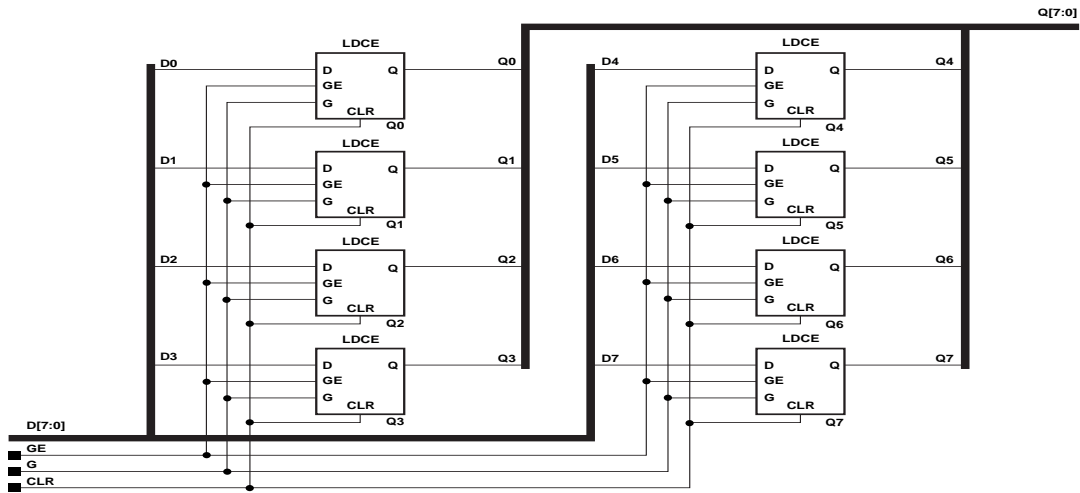 Q[7:0]
LDCE
D0
D
Q
Q0
GE
G
CLR
Q0
LDCE
D1
D
Q
Q1
GE
G
CLR
Q1
LDCE
D2
D
Q
Q2
GE
G
CLR
Q2
LDCE
D3
D
Q
Q3
GE
G
CLR
Q3
LDCE
D4
D
Q
Q4
GE
G
CLR
Q4
LDCE
D5
D
Q
Q5
GE
G
CLR
Q5
LDCE
D6
D
Q
Q6
GE
G
CLR
Q6
LDCE
D7
D
Q
Q7
GE
G
CLR
Q7
D[7:0]
GE
G
CLR